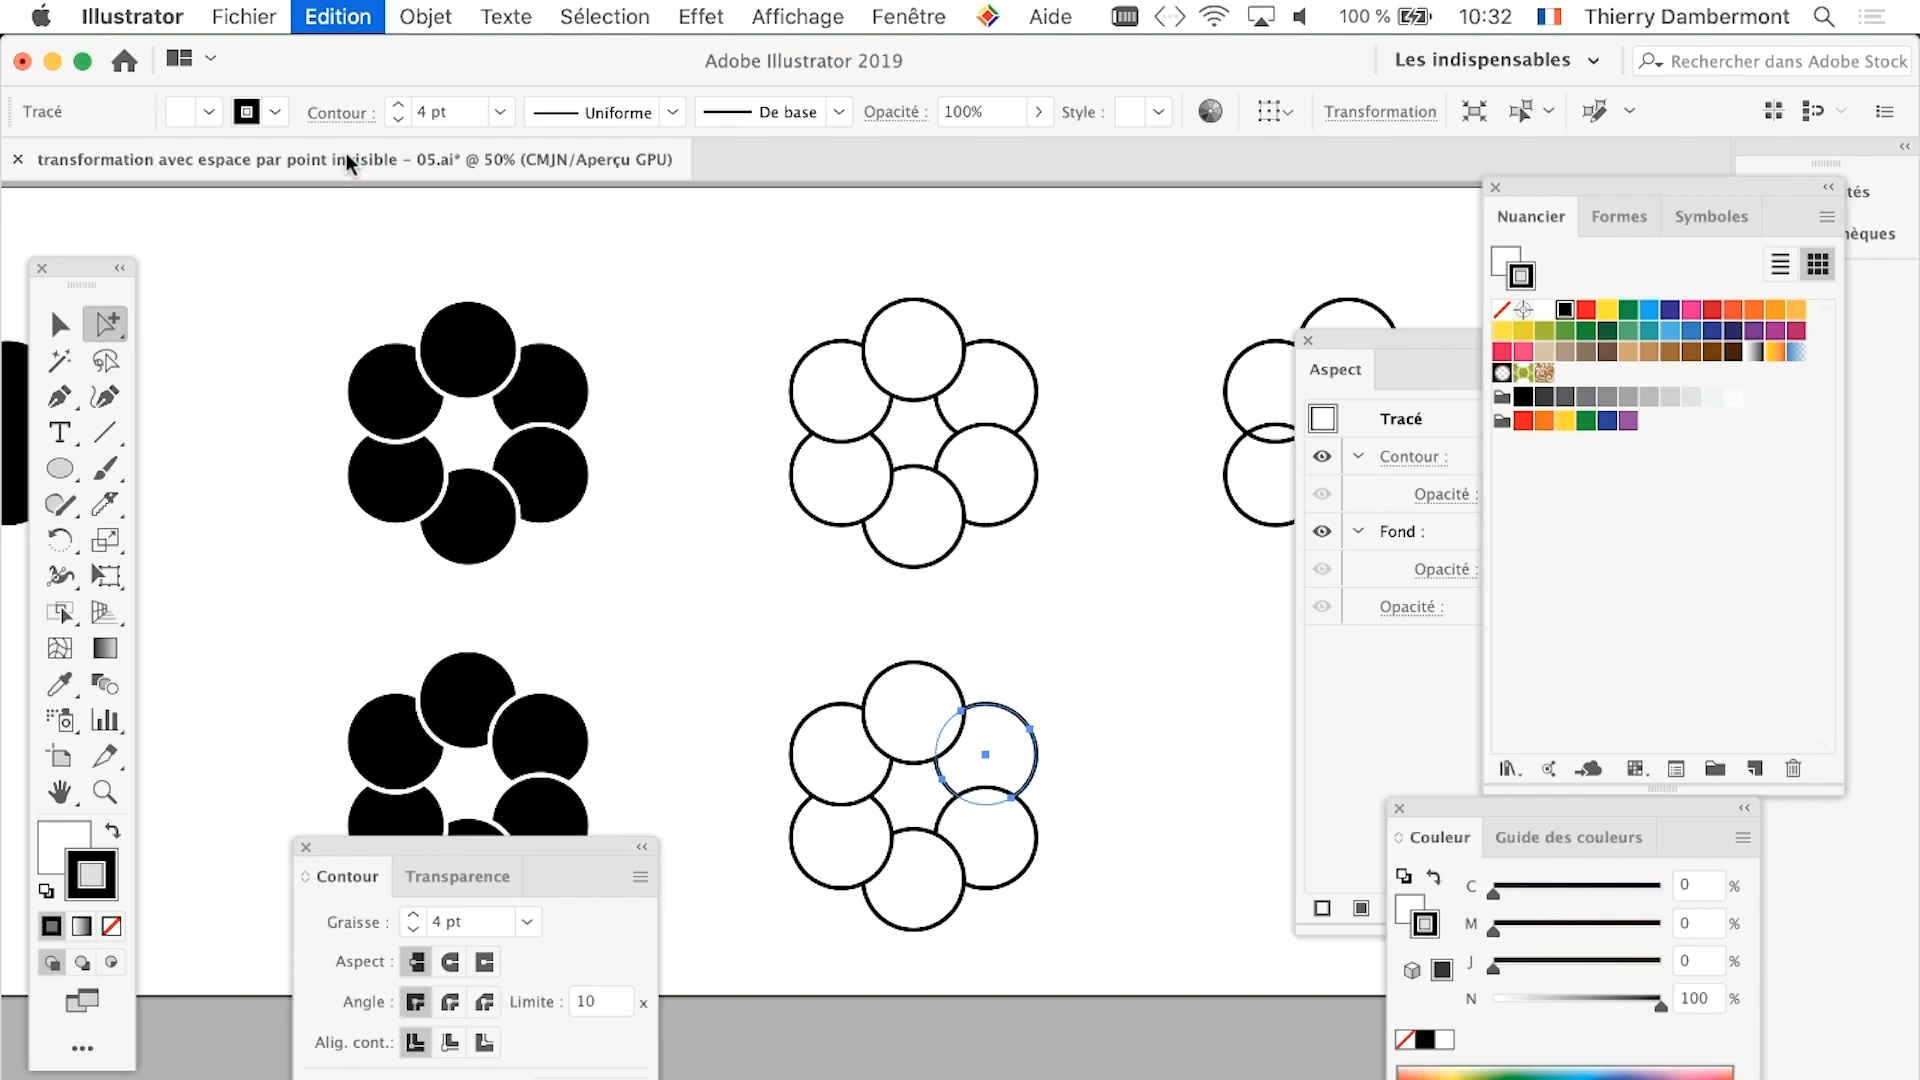 Illustrator Fichier Edition Objet Texte Sélection Effet Affichage Fenêtre Aide 100 % 10:32 Thierry Dambermont
Adobe Illustrator 2019 Les indispensables Rechercher dans Adobe Stock
Tracé Contour : 4 pt Uniforme De base Opacité : 100% Style : Transformation
transformation avec espace par point invisible – 05.ai* @ 50% (CMJN/Aperçu GPU)
Nuancier Formes Symboles
Aspect
Tracé
Contour :
Opacité :
Fond :
Opacité :
Opacité :
Contour Transparence
Graisse : 4 pt
Aspect :
Angle : Limite : 10 x
Alig. cont.:
Couleur Guide des couleurs
C 0 %
M 0 %
J 0 %
N 100 %